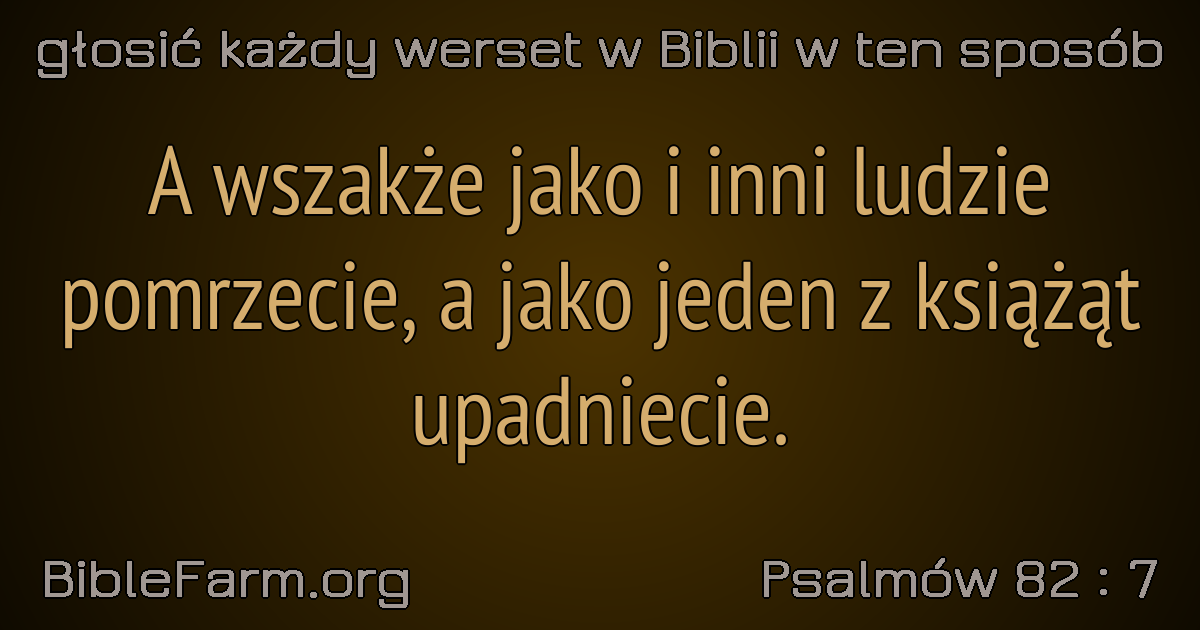 głosić każdy werset w Biblii w ten sposób
A wszakże jako i inni ludzie
pomrzecie, a jako jeden z książąt
upadniecie.
BibleFarm.org
Psalmów 82 : 7